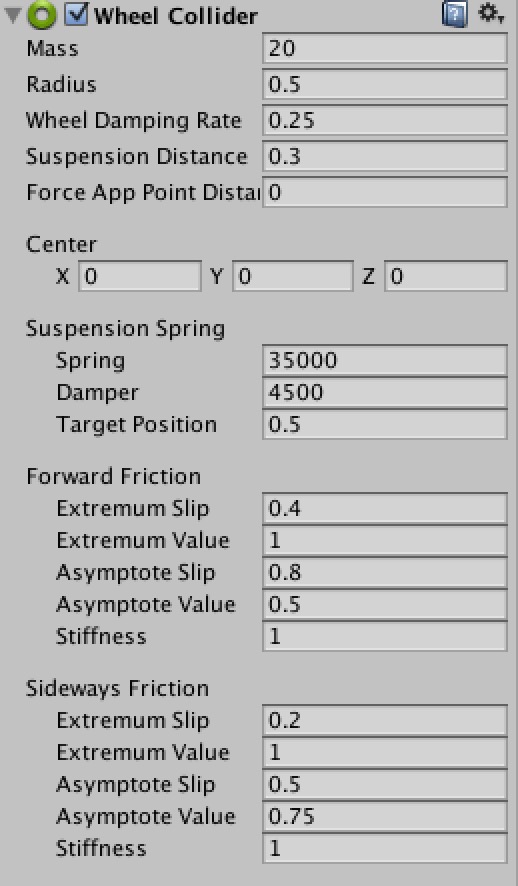 Wheel Collider
Mass 20
Radius 0.5
Wheel Damping Rate 0.25
Suspension Distance 0.3
Force App Point Distar 0
Center
X 0 Y 0 Z 0
Suspension Spring
Spring 35000
Damper 4500
Target Position 0.5
Forward Friction
Extremum Slip 0.4
Extremum Value 1
Asymptote Slip 0.8
Asymptote Value 0.5
Stiffness 1
Sideways Friction
Extremum Slip 0.2
Extremum Value 1
Asymptote Slip 0.5
Asymptote Value 0.75
Stiffness 1